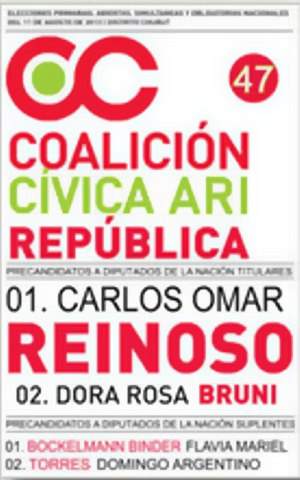 ELECCIONES PRIMARIAS, ABIERTAS, SIMULTANEAS Y OBLIGATORIAS NACIONALES
DEL 11 DE AGOSTO DE 2013 | DISTRITO CHUBUT
47
COALICIÓN
CÍVICA ARI
REPÚBLICA
PRECANDIDATOS A DIPUTADOS DE LA NACIÓN TITULARES
01. CARLOS OMAR
REINOSO
02. DORA ROSA BRUNI
PRECANDIDATOS A DIPUTADOS DE LA NACIÓN SUPLENTES
01. BOCKELMANN BINDER FLAVIA MARIEL
02. TORRES DOMINGO ARGENTINO